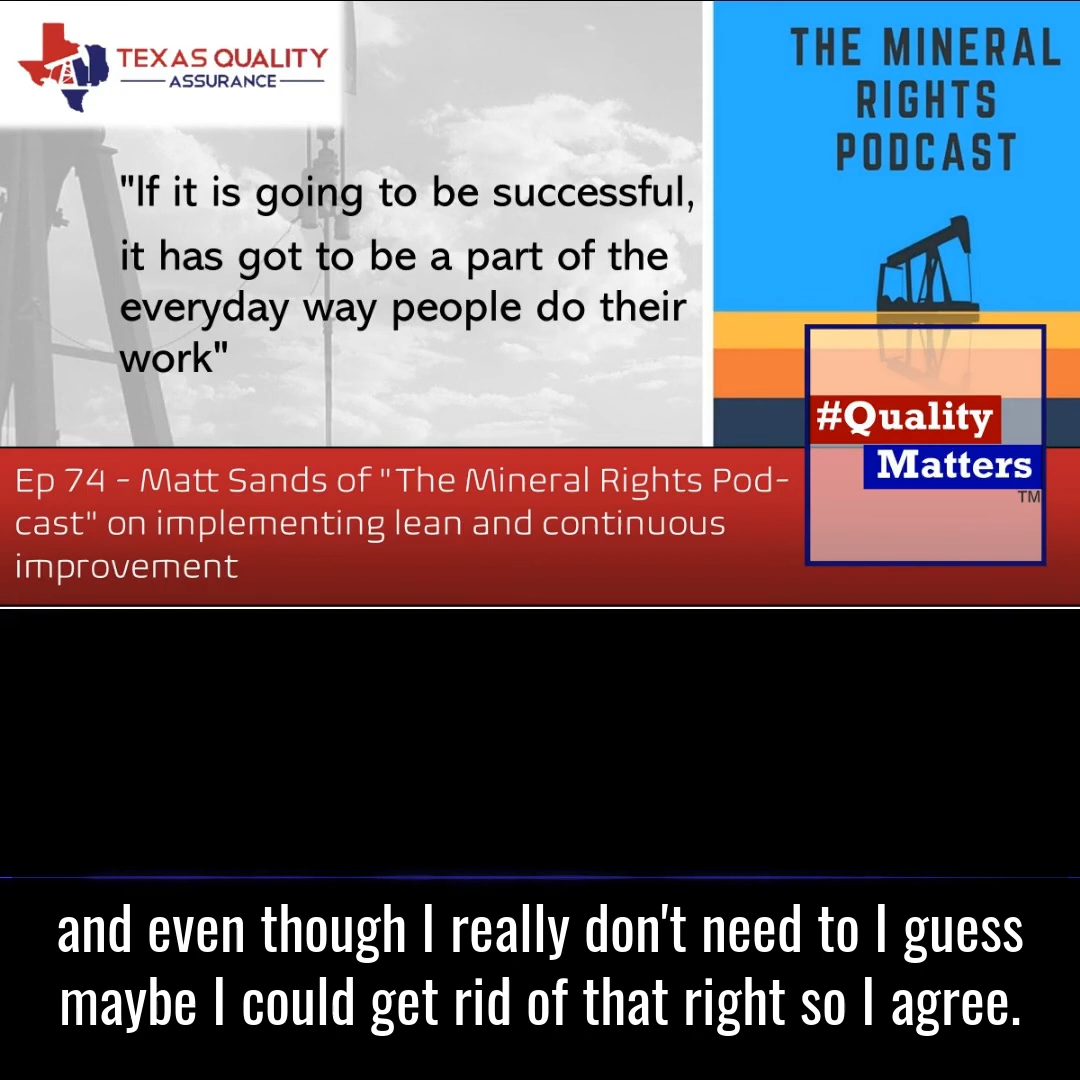 TEXAS QUALITY
ASSURANCE
THE MINERAL
RIGHTS
PODCAST
"If it is going to be successful,
it has got to be a part of the
everyday way people do their
work"
#Quality
Matters
TM
Ep 74 - Matt Sands of "The Mineral Rights Pod-
cast" on implementing lean and continuous
improvement
and even though I really don't need to I guess
maybe I could get rid of that right so I agree.